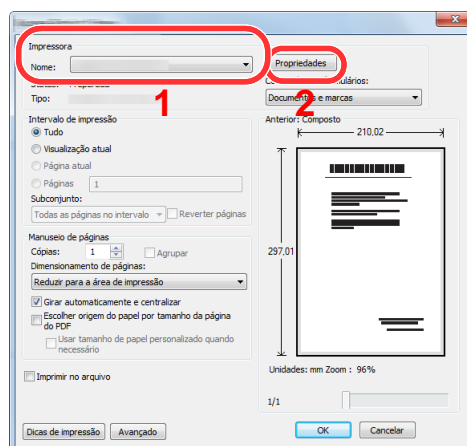 Impressora
Nome:
Propriedades
Tipo:
1
2
Documentos e marcas
Intervalo de impressão
Anterior: Composto
Tudo
210,02
Visualização atual
Página atual
Páginas
1
Subconjunto:
Todas as páginas no intervalo
Reverter páginas
Manuseio de páginas
Cópias:
1
Agrupar
297,01
Dimensionamento de páginas:
Reduzir para a área de impressão
Girar automaticamente e centralizar
Escolher origem do papel por tamanho da página
do PDF
Usar tamanho de papel personalizado quando
necessário
Unidades: mm Zoom : 96%
Imprimir no arquivo
1/1
Dicas de impressão
Avançado
OK
Cancelar